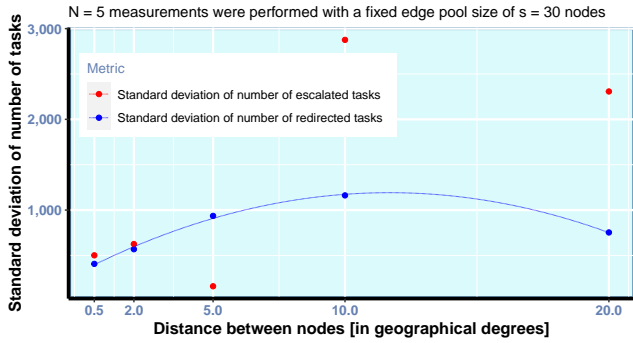 N = 5 measurements were performed with a fixed edge pool size of s = 30 nodes
Standard deviation of number of tasks
3,000
2,000
1,000
Metric
Standard deviation of number of escalated tasks
Standard deviation of number of redirected tasks
0.5 2.0 5.0 10.0 20.0
Distance between nodes [in geographical degrees]